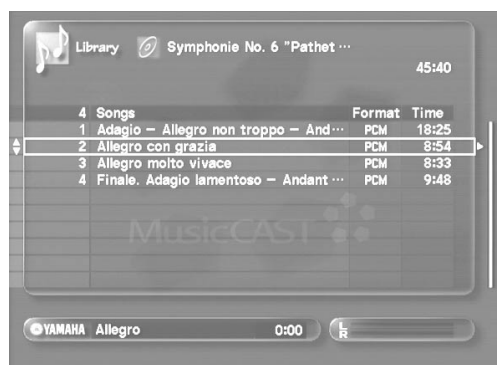 Library Symphonie No. 6 "Pathet ···
45:40
4 Songs Format Time
1 Adagio – Allegro non troppo – And··· PCM 18:25
2 Allegro con grazia PCM 8:54
3 Allegro molto vivace PCM 8:33
4 Finale. Adagio lamentoso – Andant ··· PCM 9:48
MusicCAST
YAMAHA Allegro 0:00 L
R